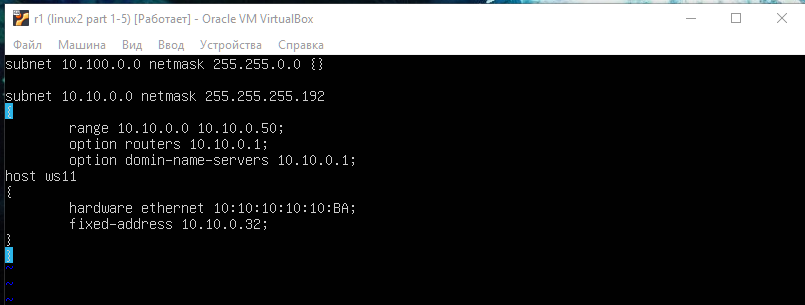 r1 (linux2 part 1-5) [Работает] - Oracle VM VirtualBox
Файл Машина Вид Ввод Устройства Справка
subnet 10.100.0.0 netmask 255.255.0.0 {}
subnet 10.10.0.0 netmask 255.255.255.192
{
range 10.10.0.0 10.10.0.50;
option routers 10.10.0.1;
option domin-name-servers 10.10.0.1;
host ws11
{
hardware ethernet 10:10:10:10:10:BA;
fixed-address 10.10.0.32;
}
}
~
~
~